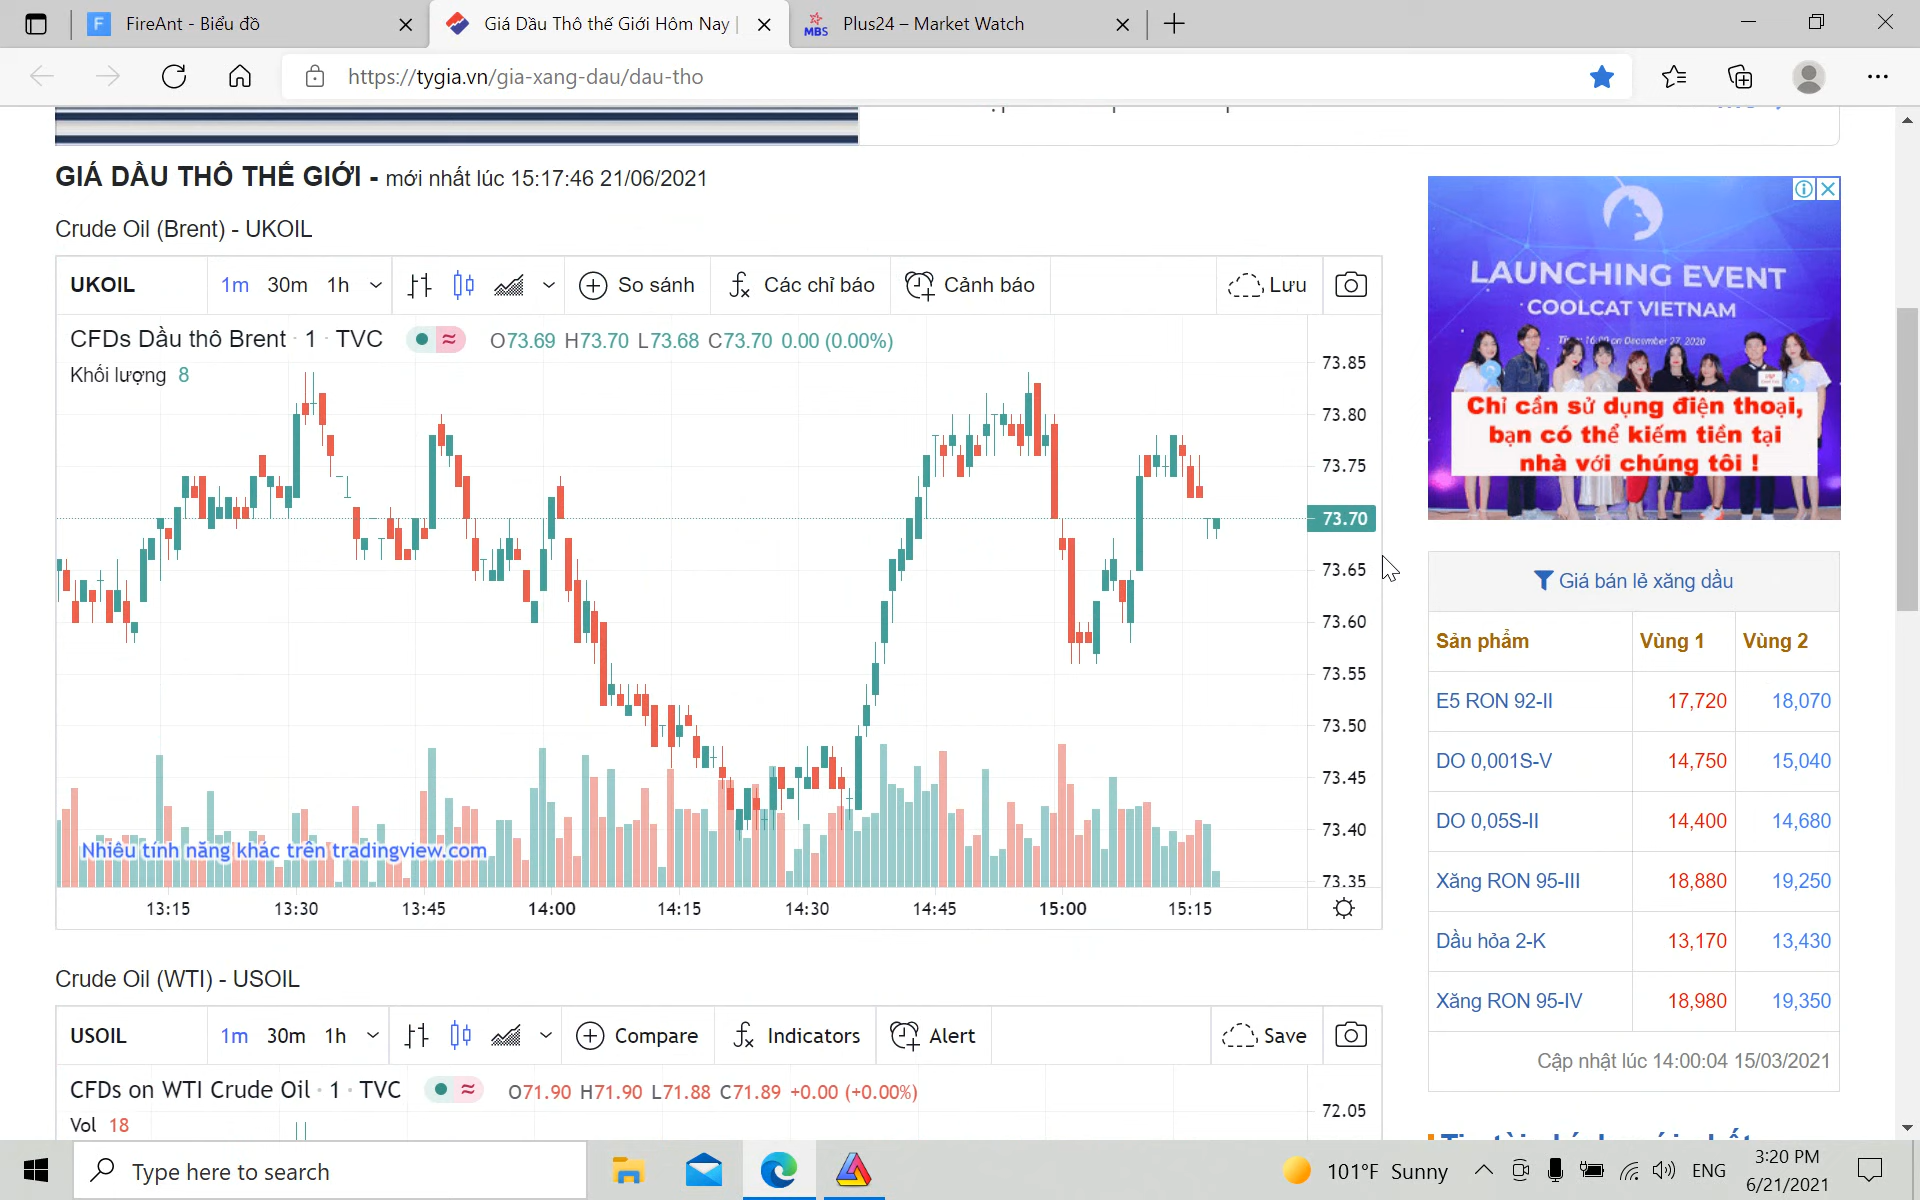 FireAnt - Biểu đồ
Giá Dầu Thô thế Giới Hôm Nay |
MBS
Plus24 – Market Watch
https://tygia.vn/gia-xang-dau/dau-tho
GIÁ DẦU THÔ THẾ GIỚI - mới nhất lúc 15:17:46 21/06/2021
Crude Oil (Brent) - UKOIL
UKOIL 1m 30m 1h So sánh Các chỉ báo Cảnh báo Lưu
CFDs Dầu thô Brent · 1 · TVC O73.69 H73.70 L73.68 C73.70 0.00 (0.00%)
Khối lượng 8
73.85
73.80
73.75
73.70
73.65
73.60
73.55
73.50
73.45
73.40
73.35
Nhiều tính năng khác trên tradingview.com
13:15 13:30 13:45 14:00 14:15 14:30 14:45 15:00 15:15
Crude Oil (WTI) - USOIL
USOIL 1m 30m 1h Compare Indicators Alert Save
CFDs on WTI Crude Oil · 1 · TVC O71.90 H71.90 L71.88 C71.89 +0.00 (+0.00%)
Vol 18
72.05
LAUNCHING EVENT
COOLCAT VIETNAM
Time: 16:00 on December 27, 2020
Chỉ cần sử dụng điện thoại,
bạn có thể kiếm tiền tại
nhà với chúng tôi !
Giá bán lẻ xăng dầu
Sản phẩm Vùng 1 Vùng 2
E5 RON 92-II 17,720 18,070
DO 0,001S-V 14,750 15,040
DO 0,05S-II 14,400 14,680
Xăng RON 95-III 18,880 19,250
Dầu hỏa 2-K 13,170 13,430
Xăng RON 95-IV 18,980 19,350
Cập nhật lúc 14:00:04 15/03/2021
Type here to search
101°F Sunny
ENG
3:20 PM
6/21/2021